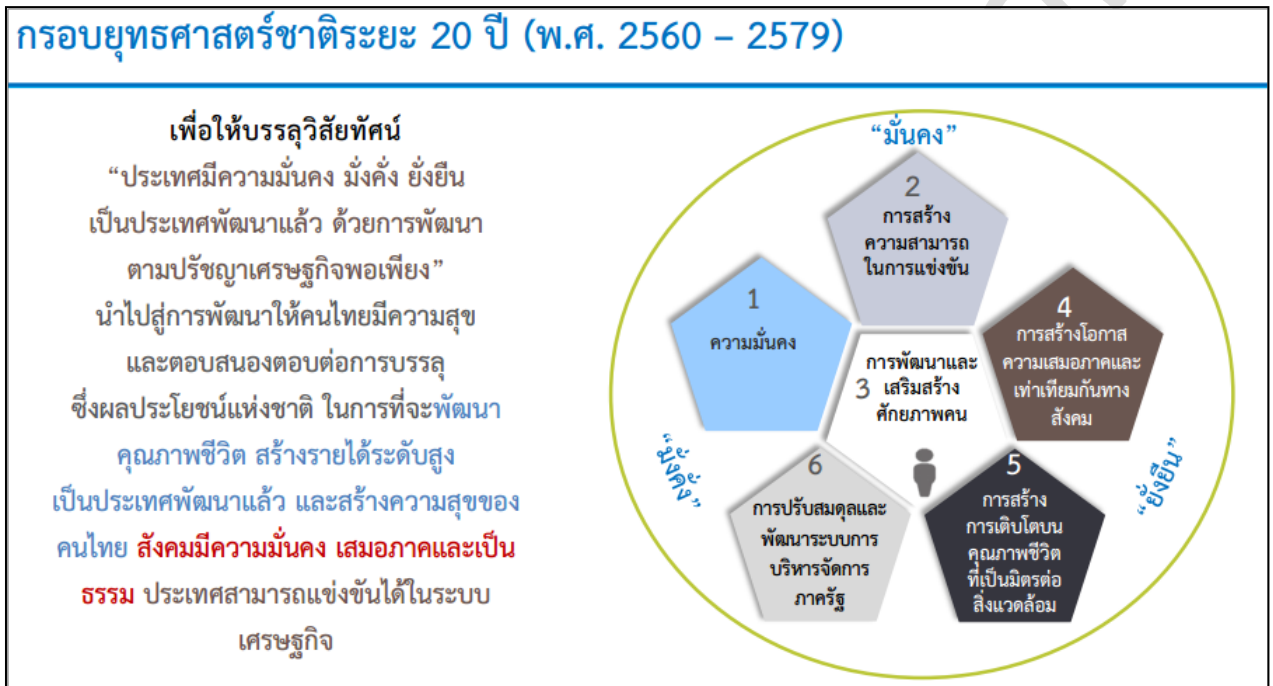 กรอบยุทธศาสตร์ชาติระยะ 20 ปี (พ.ศ. 2560 – 2579)
เพื่อให้บรรลุวิสัยทัศน์
“ประเทศมีความมั่นคง มั่งคั่ง ยั่งยืน
เป็นประเทศพัฒนาแล้ว ด้วยการพัฒนา
ตามปรัชญาเศรษฐกิจพอเพียง”
นำไปสู่การพัฒนาให้คนไทยมีความสุข
และตอบสนองตอบต่อการบรรลุ
ซึ่งผลประโยชน์แห่งชาติ ในการที่จะพัฒนา
คุณภาพชีวิต สร้างรายได้ระดับสูง
เป็นประเทศพัฒนาแล้ว และสร้างความสุขของ
คนไทย สังคมมีความมั่นคง เสมอภาคและเป็น
ธรรม ประเทศสามารถแข่งขันได้ในระบบ
เศรษฐกิจ
“มั่นคง”
2
การสร้าง
ความสามารถ
ในการแข่งขัน
1
ความมั่นคง
4
การสร้างโอกาส
ความเสมอภาคและ
เท่าเทียมกันทาง
สังคม
การพัฒนาและ
3 เสริมสร้าง
ศักยภาพคน
“มั่งคั่ง”
“ยั่งยืน”
6
การปรับสมดุลและ
พัฒนาระบบการ
บริหารจัดการ
ภาครัฐ
5
การสร้าง
การเติบโตบน
คุณภาพชีวิต
ที่เป็นมิตรต่อ
สิ่งแวดล้อม